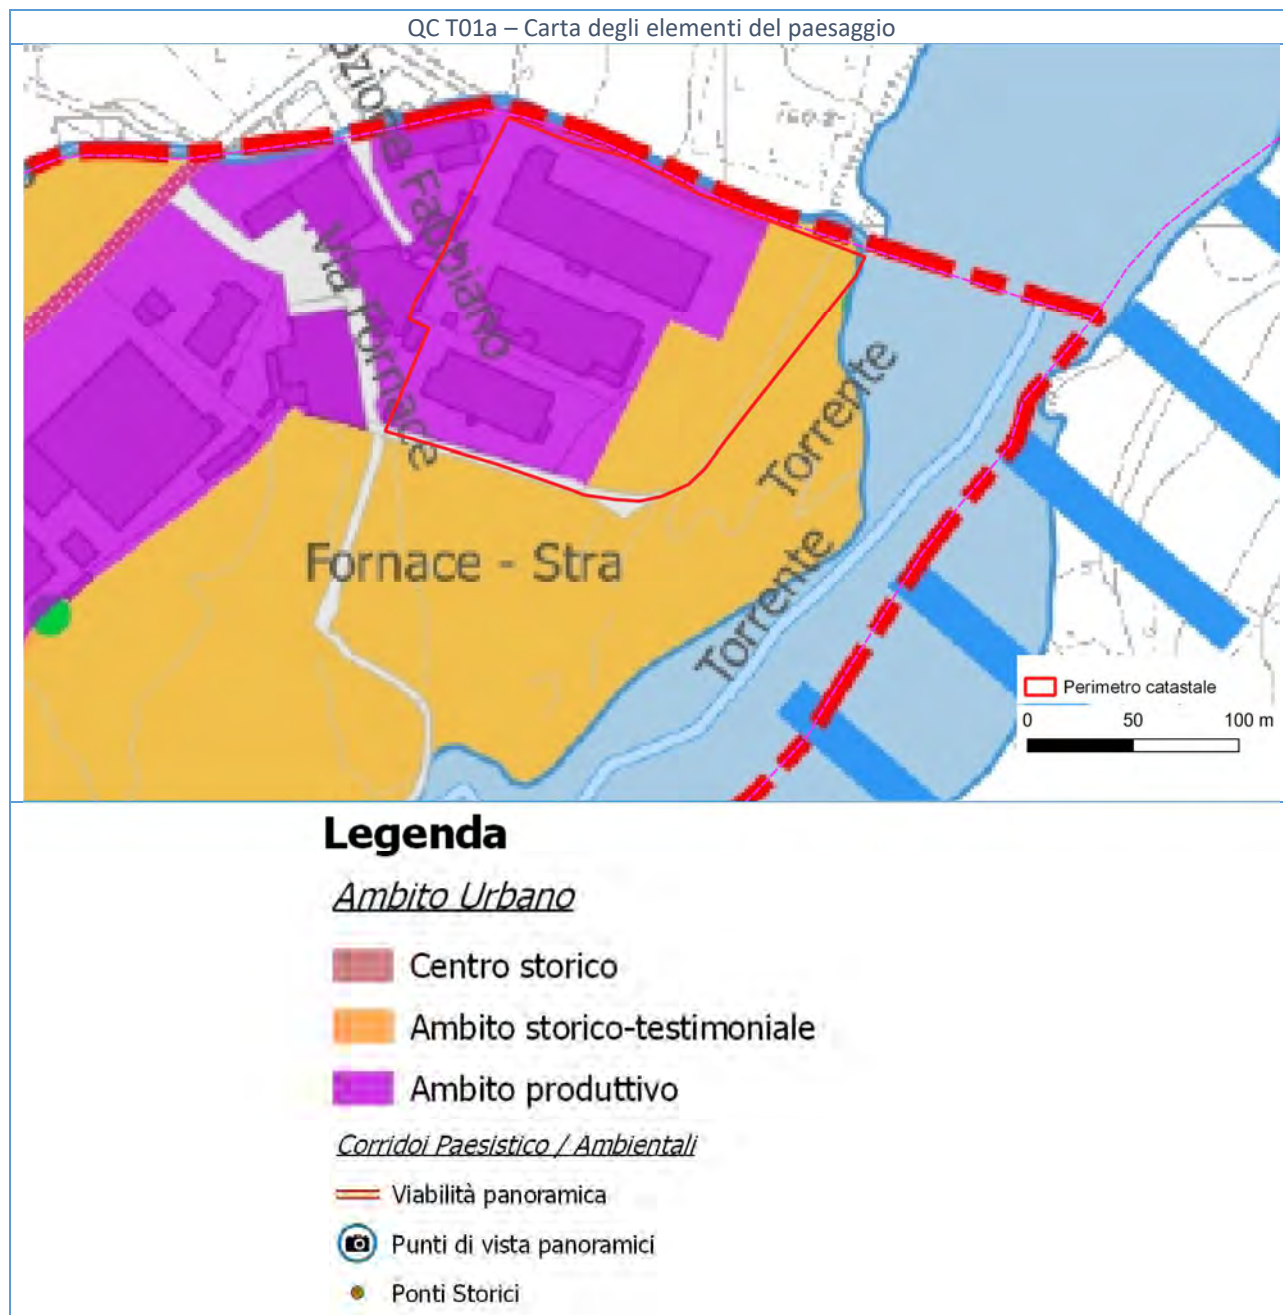 QC T01a – Carta degli elementi del paesaggio
Fabbiano
Via Fornace
Torrente
Torrente
Fornace - Stra
Perimetro catastale
0 50 100 m
Legenda
Ambito Urbano
Centro storico
Ambito storico-testimoniale
Ambito produttivo
Corridoi Paesistico / Ambientali
Viabilità panoramica
Punti di vista panoramici
Ponti Storici